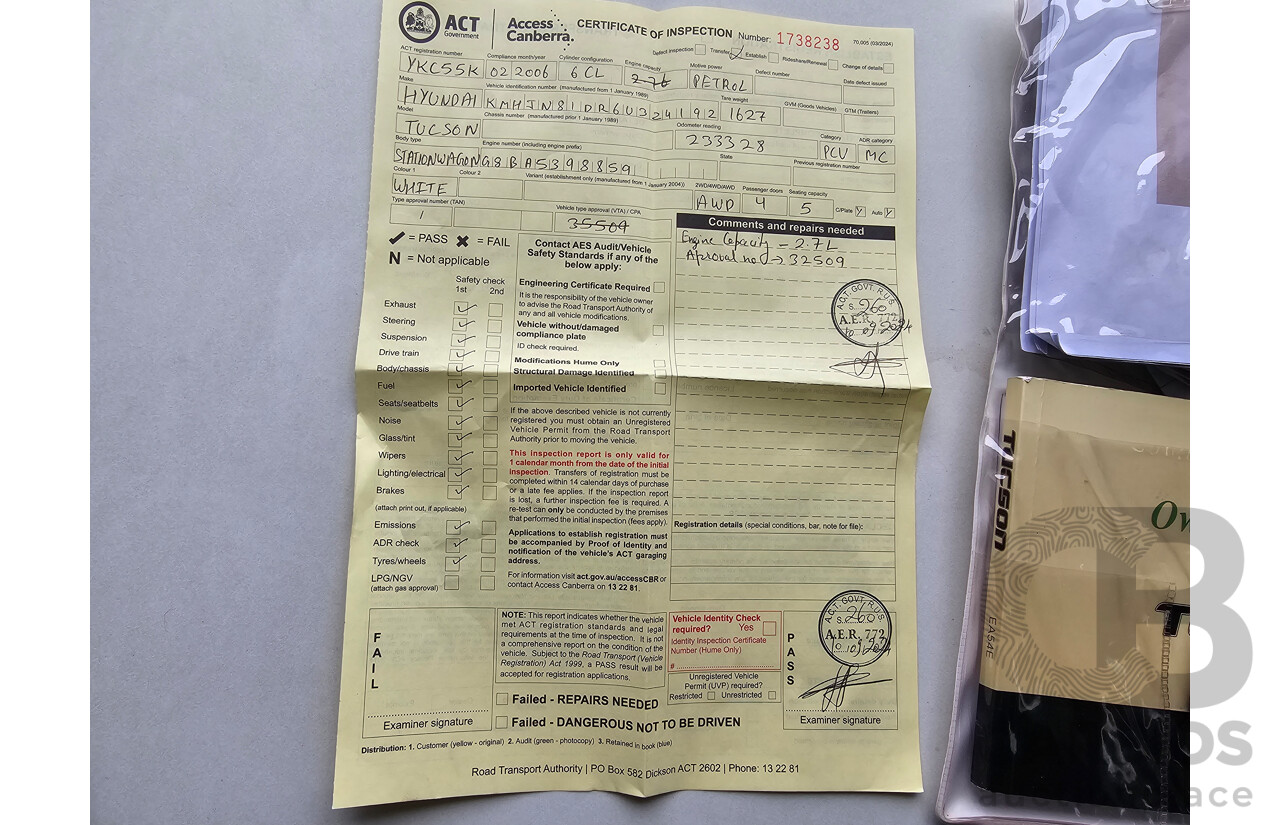 ACT Government
Access Canberra.
CERTIFICATE OF INSPECTION Number: 1738238
70.005 (03/2024)
Defect Inspection Transfer Establish Rideshare/Renewal Change of details
ACT registration number Compliance month/year Cylinder configuration Engine capacity Motive power Defect number Date defect issued
YKC55K 02 2006 6 CL 2.76 PETROL
Make Vehicle identification number (manufactured from 1 January 1989) Tare weight GVM (Goods Vehicles) GTM (Trailers)
HYUNDAI KMHJN81DR6U324192 1627
Model Chassis number (manufactured prior 1 January 1989) Odometer reading Category ADR category
TUCSON 233328 PCV MC
Body type Engine number (including engine prefix) State Previous registration number
STATIONWAGON G6BA5398859
Colour 1 Colour 2 Variant (establishment only (manufactured from 1 January 2004)) 2WD/4WD/AWD Passenger doors Seating capacity
WHITE AWD 4 5 C/Plate Y Auto Y
Type approval number (TAN) Vehicle type approval (VTA) / CPA
/ 35509
✔ = PASS ✖ = FAIL
N = Not applicable
Safety check
1st 2nd
Exhaust
Steering
Suspension
Drive train
Body/chassis
Fuel
Seats/seatbelts
Noise
Glass/tint
Wipers
Lighting/electrical
Brakes
(attach print out, if applicable)
Emissions
ADR check
Tyres/wheels
LPG/NGV
(attach gas approval)
Contact AES Audit/Vehicle
Safety Standards if any of the
below apply:
Engineering Certificate Required
It is the responsibility of the vehicle owner
to advise the Road Transport Authority of
any and all vehicle modifications.
Vehicle without/damaged
compliance plate
ID check required.
Modifications Hume Only
Structural Damage Identified
Imported Vehicle Identified
If the above described vehicle is not currently
registered you must obtain an Unregistered
Vehicle Permit from the Road Transport
Authority prior to moving the vehicle.
This inspection report is only valid for
1 calendar month from the date of the initial
inspection. Transfers of registration must be
completed within 14 calendar days of purchase
or a late fee applies. If the inspection report
is lost, a further inspection fee is required. A
re-test can only be conducted by the premises
that performed the initial inspection (fees apply).
Applications to establish registration must
be accompanied by Proof of Identity and
notification of the vehicle's ACT garaging
address.
For information visit act.gov.au/accessCBR or
contact Access Canberra on 13 22 81.
Comments and repairs needed
Engine Capacity - 2.7L
Aproval no → 32509
A.C.T. GOVT. R.U.S
S. 260
A.E.R. 772
Registration details (special conditions, bar, note for file):
FAIL
Examiner signature
NOTE: This report indicates whether the vehicle
met ACT registration standards and legal
requirements at the time of inspection. It is not
a comprehensive report on the condition of the
vehicle. Subject to the Road Transport (Vehicle
Registration) Act 1999, a PASS result will be
accepted for registration applications.
Failed - REPAIRS NEEDED
Failed - DANGEROUS NOT TO BE DRIVEN
Vehicle Identity Check
required? Yes
Identity Inspection Certificate
Number (Hume Only)
#
Unregistered Vehicle
Permit (UVP) required?
Restricted Unrestricted
PASS
A.C.T. GOVT. R.U.S
S. 260
A.E.R. 772
Examiner signature
Distribution: 1. Customer (yellow - original) 2. Audit (green - photocopy) 3. Retained in book (blue)
Road Transport Authority | PO Box 582 Dickson ACT 2602 | Phone: 13 22 81
TUCSON
EA54E
Ow